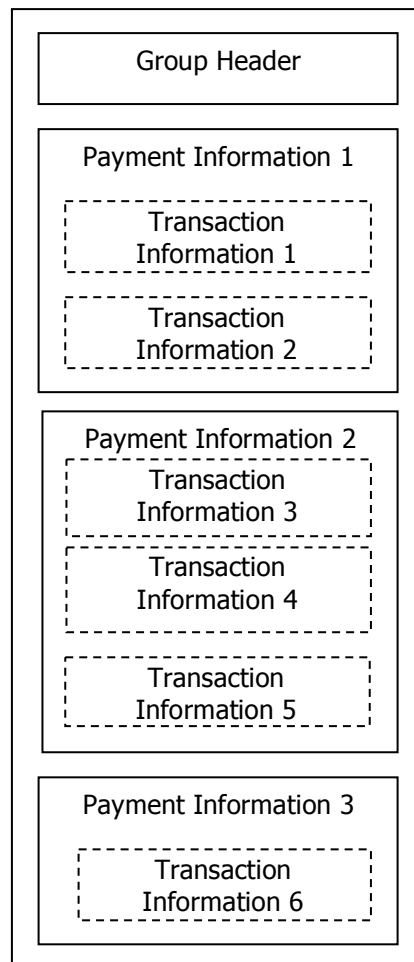 Group Header
Payment Information 1
Transaction
Information 1
Transaction
Information 2
Payment Information 2
Transaction
Information 3
Transaction
Information 4
Transaction
Information 5
Payment Information 3
Transaction
Information 6